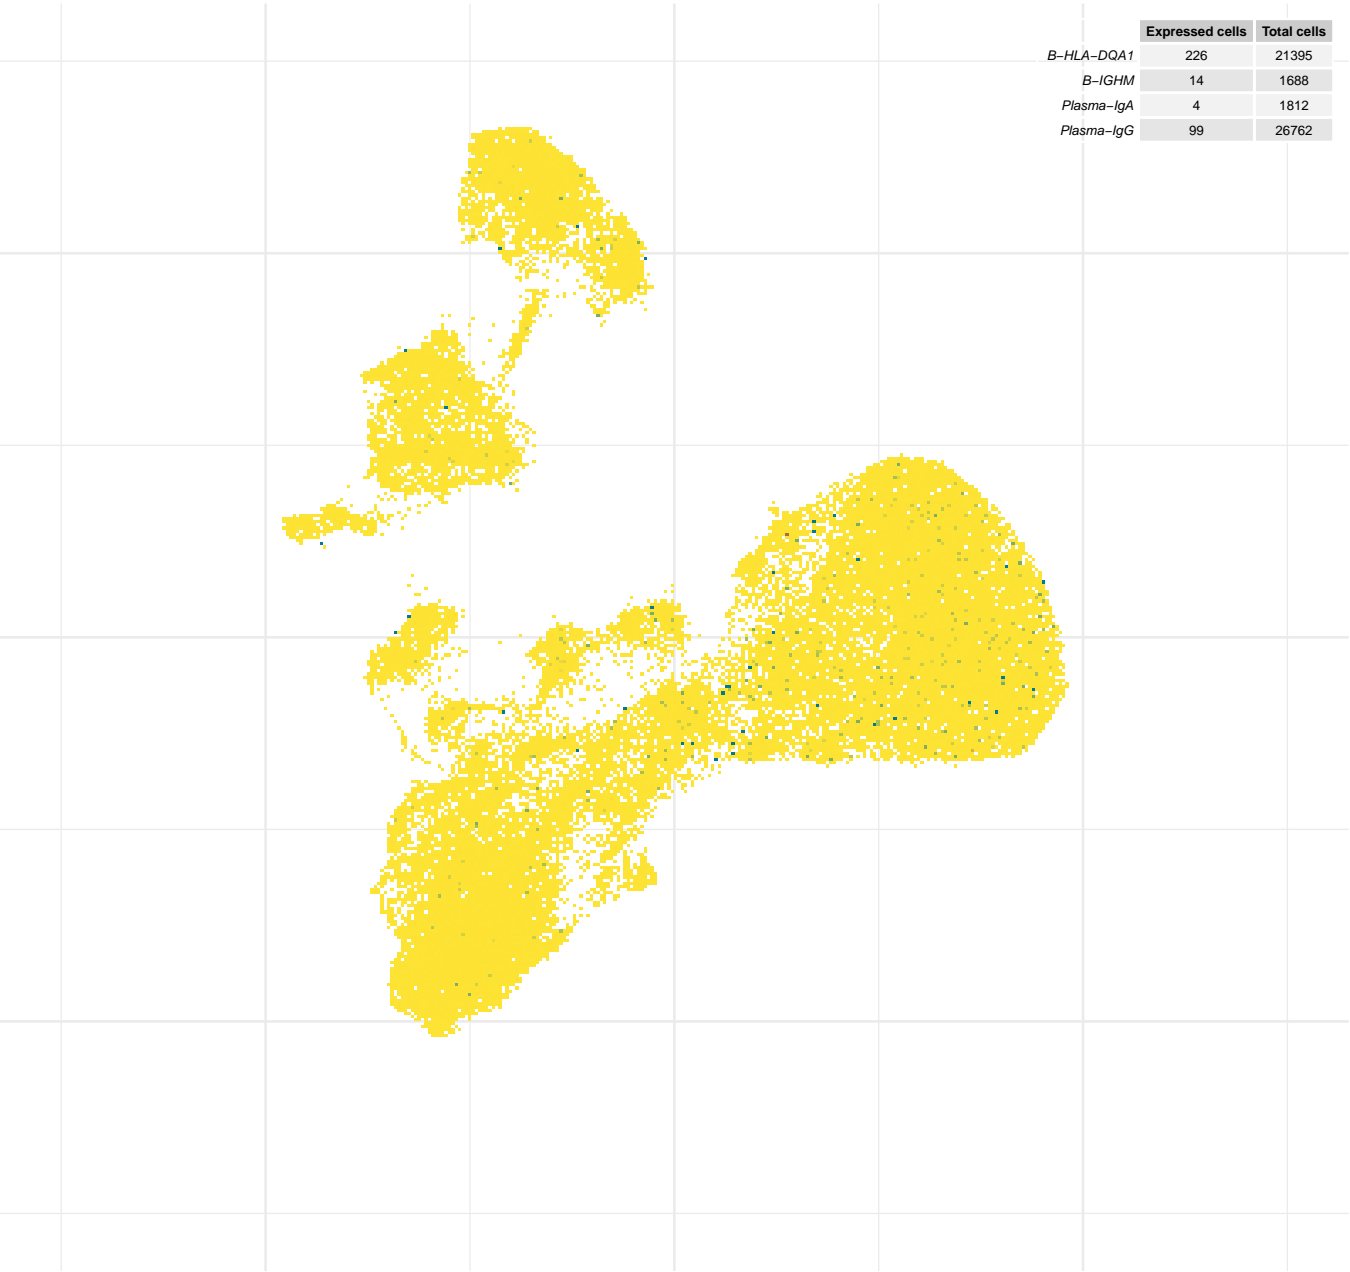 Expressed cells Total cells
B−HLA−DQA1 226 21395
B−IGHM 14 1688
Plasma−IgA 4 1812
Plasma−IgG 99 26762